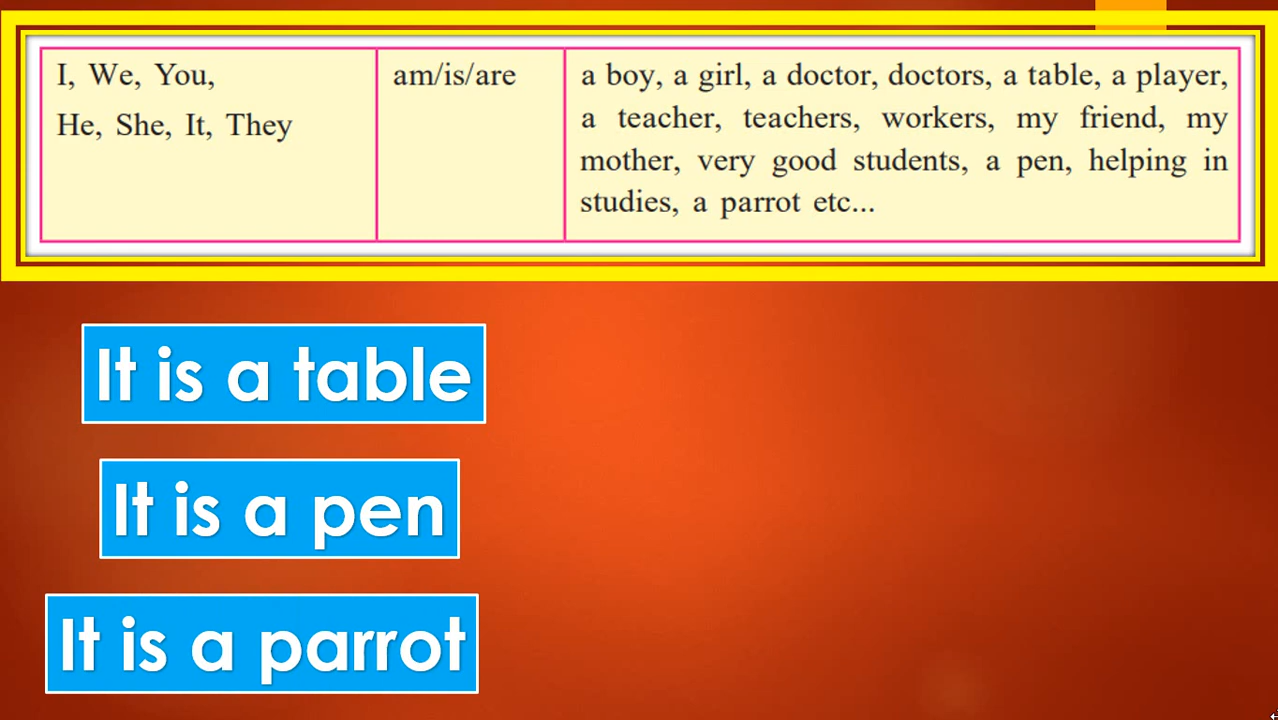 I, We, You,
He, She, It, They
am/is/are
a boy, a girl, a doctor, doctors, a table, a player,
a teacher, teachers, workers, my friend, my
mother, very good students, a pen, helping in
studies, a parrot etc...
It is a table
It is a pen
It is a parrot